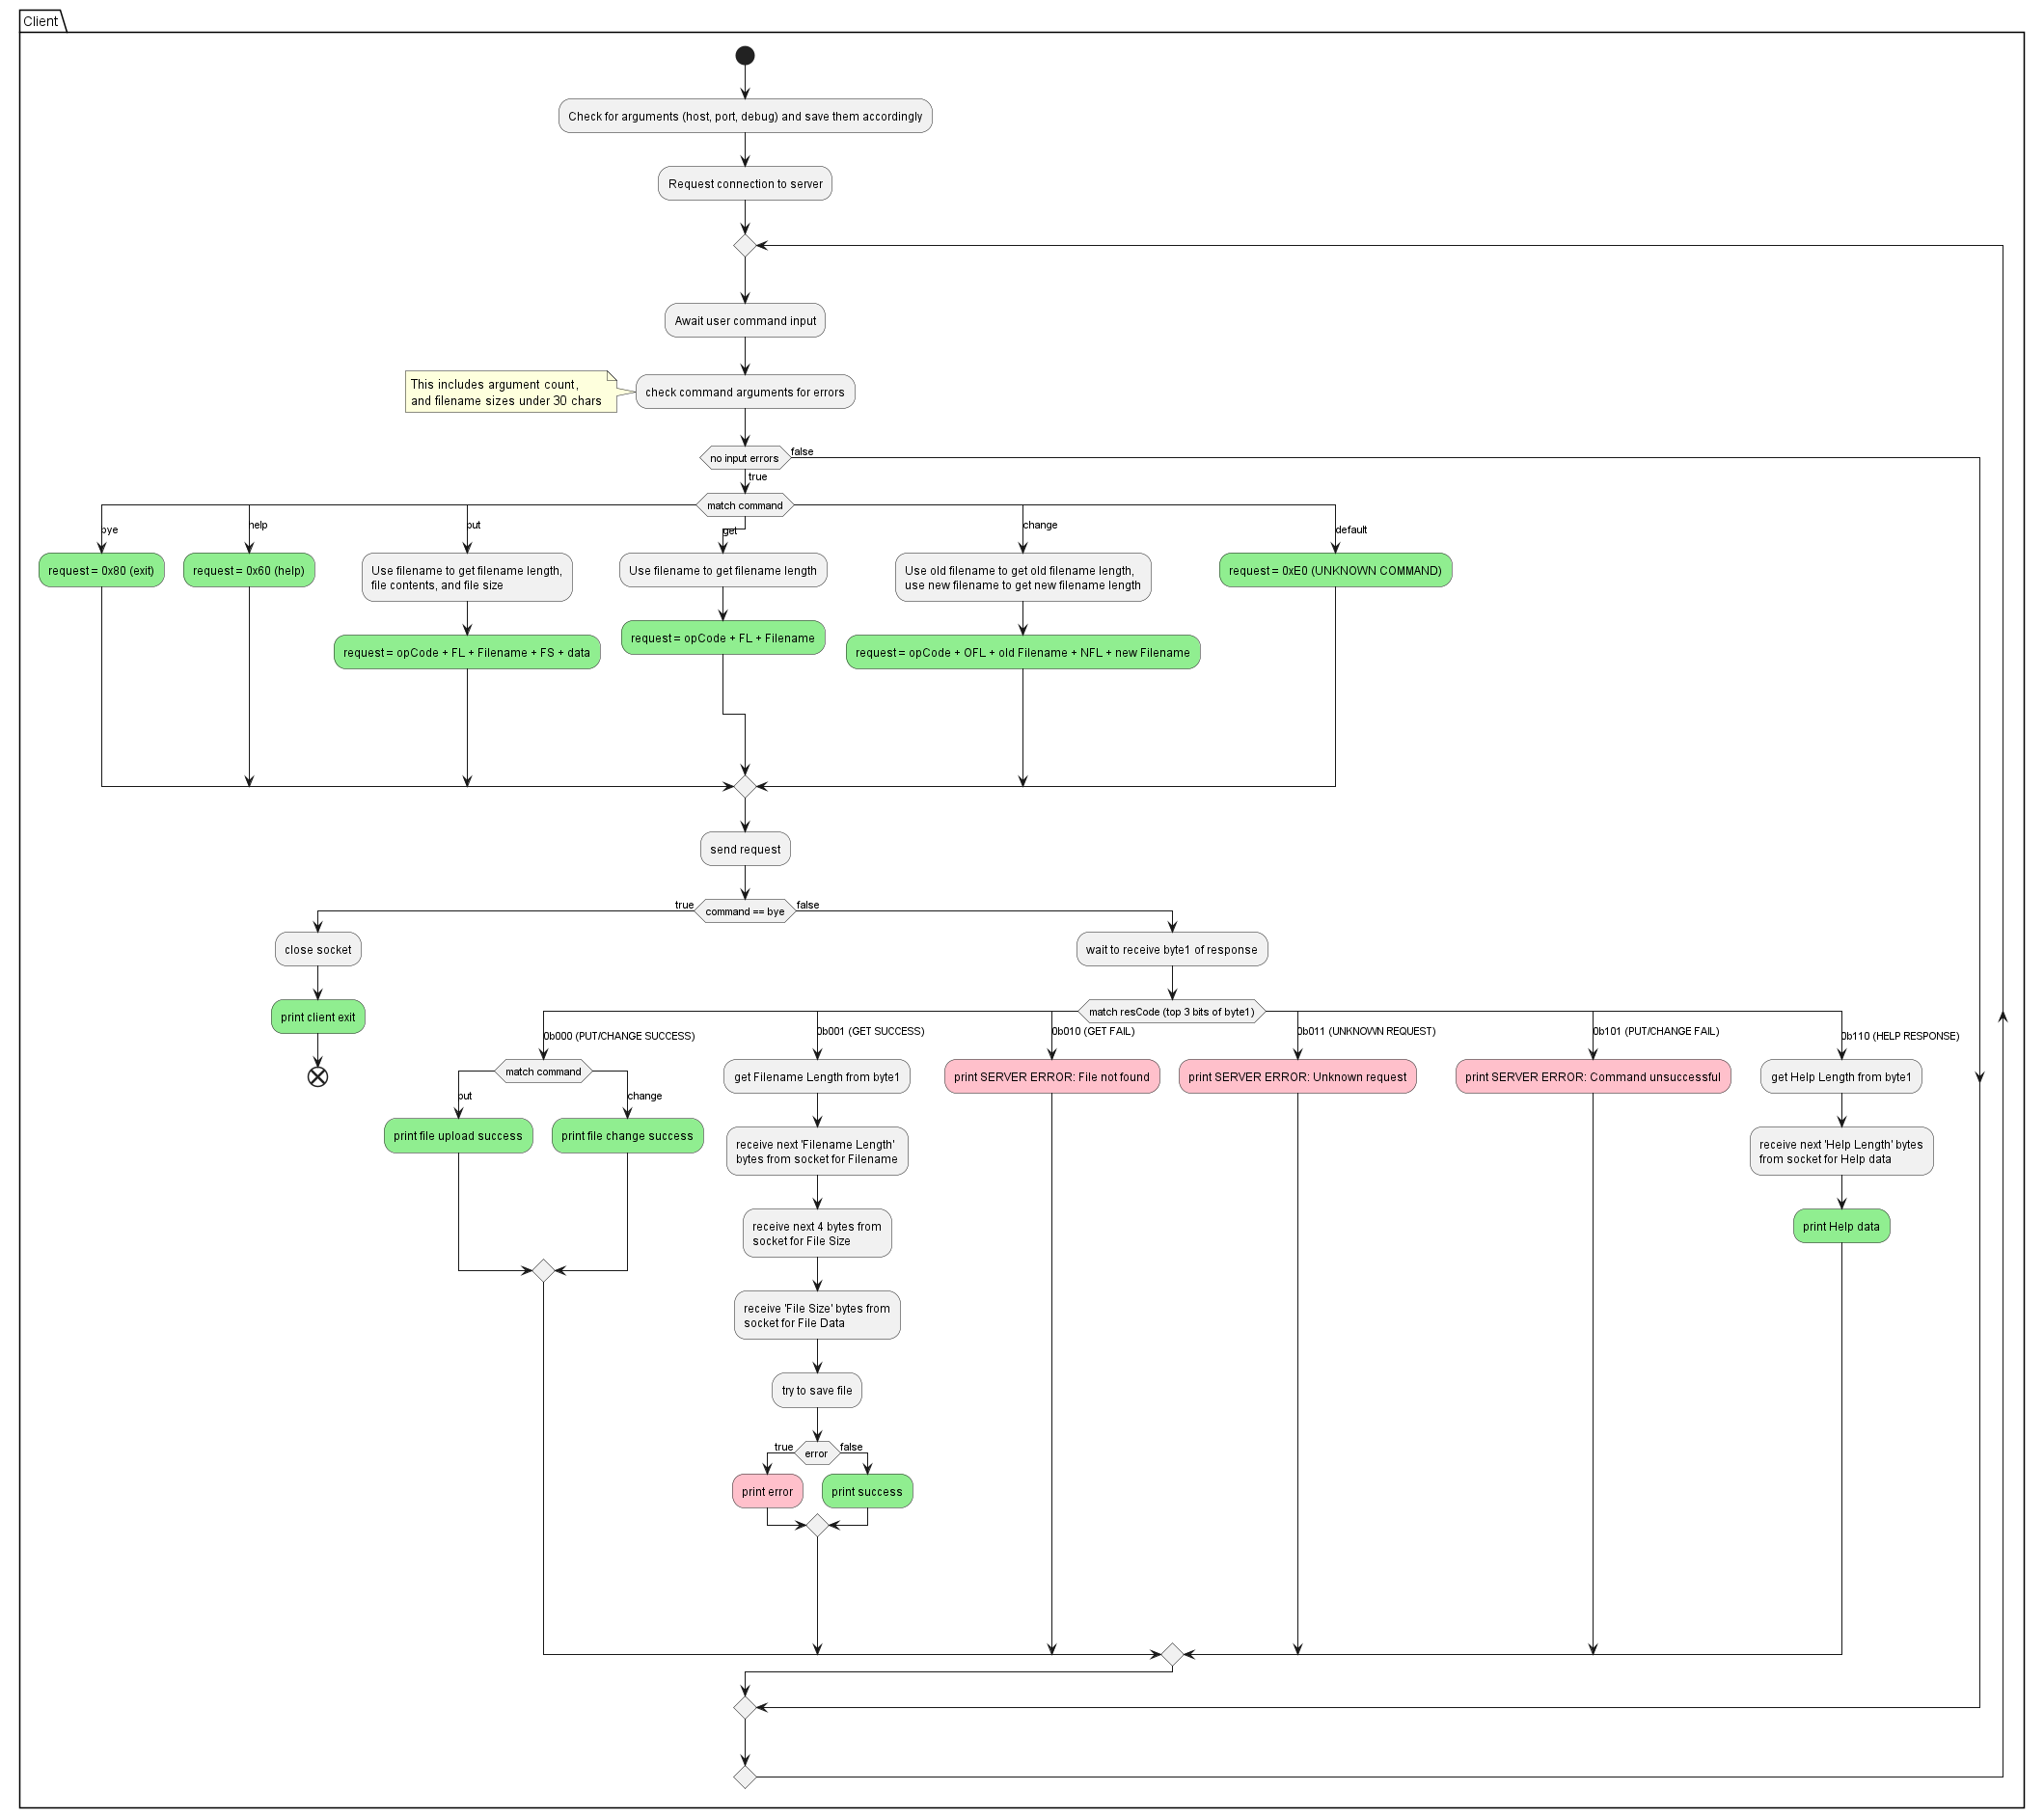 Client
Check for arguments (host, port, debug) and save them accordingly
Request connection to server
Await user command input
This includes argument count,
and filename sizes under 30 chars
check command arguments for errors
no input errors
false
true
match command
bye
help
put
get
change
default
request = 0x80 (exit)
request = 0x60 (help)
Use filename to get filename length,
file contents, and file size
Use filename to get filename length
Use old filename to get old filename length,
use new filename to get new filename length
request = 0xE0 (UNKNOWN COMMAND)
request = opCode + FL + Filename + FS + data
request = opCode + FL + Filename
request = opCode + OFL + old Filename + NFL + new Filename
send request
true
command == bye
false
close socket
print client exit
wait to receive byte1 of response
match resCode (top 3 bits of byte1)
0b000 (PUT/CHANGE SUCCESS)
0b001 (GET SUCCESS)
0b010 (GET FAIL)
0b011 (UNKNOWN REQUEST)
0b101 (PUT/CHANGE FAIL)
0b110 (HELP RESPONSE)
match command
put
change
print file upload success
print file change success
get Filename Length from byte1
receive next 'Filename Length'
bytes from socket for Filename
receive next 4 bytes from
socket for File Size
receive 'File Size' bytes from
socket for File Data
try to save file
true
error
false
print error
print success
print SERVER ERROR: File not found
print SERVER ERROR: Unknown request
print SERVER ERROR: Command unsuccessful
get Help Length from byte1
receive next 'Help Length' bytes
from socket for Help data
print Help data